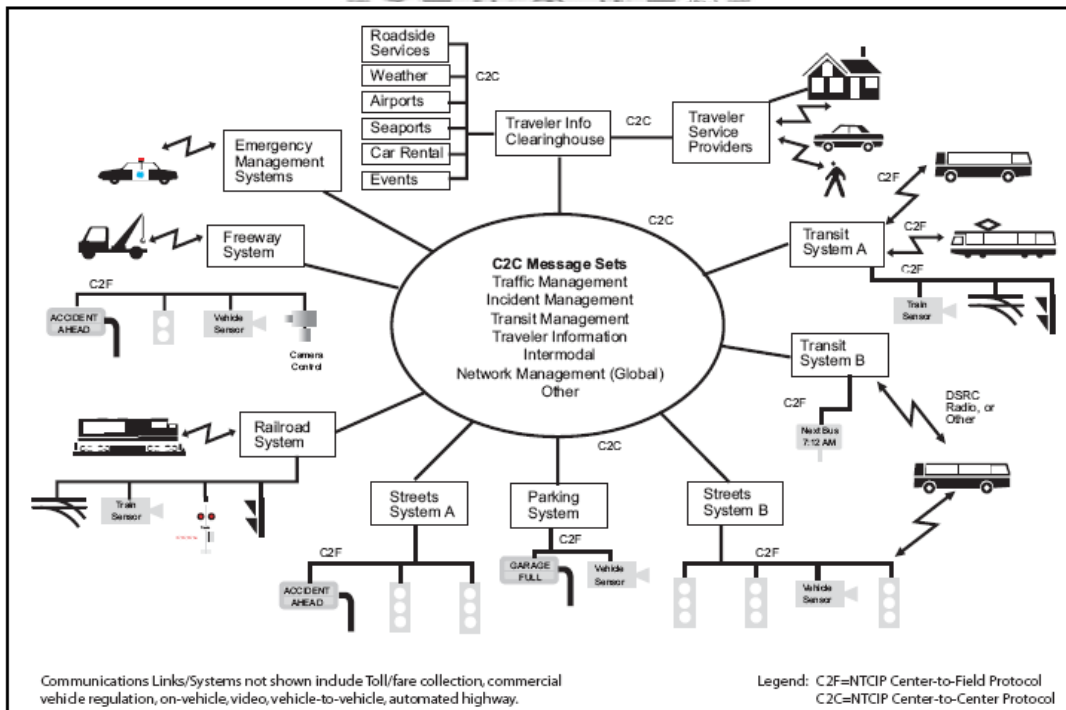 Roadside
Services
Weather
Airports
Seaports
Car Rental
Events
C2C
Traveler Info
Clearinghouse
C2C
Traveler
Service
Providers
Emergency
Management
Systems
Freeway
System
C2F
ACCIDENT
AHEAD
Vehicle
Sensor
Camera
Control
C2C
C2C Message Sets
Traffic Management
Incident Management
Transit Management
Traveler Information
Intermodal
Network Management (Global)
Other
C2C
C2F
Transit
System A
C2F
C2F
Train
Sensor
Transit
System B
C2F
Next Bus
7:12 AM
DSRC
Radio, or
Other
Railroad
System
Train
Sensor
Streets
System A
C2F
ACCIDENT
AHEAD
Parking
System
C2F
GARAGE
FULL
Vehicle
Sensor
Streets
System B
C2F
Vehicle
Sensor
Communications Links/Systems not shown include Toll/fare collection, commercial
vehicle regulation, on-vehicle, video, vehicle-to-vehicle, automated highway.
Legend: C2F=NTCIP Center-to-Field Protocol
C2C=NTCIP Center-to-Center Protocol